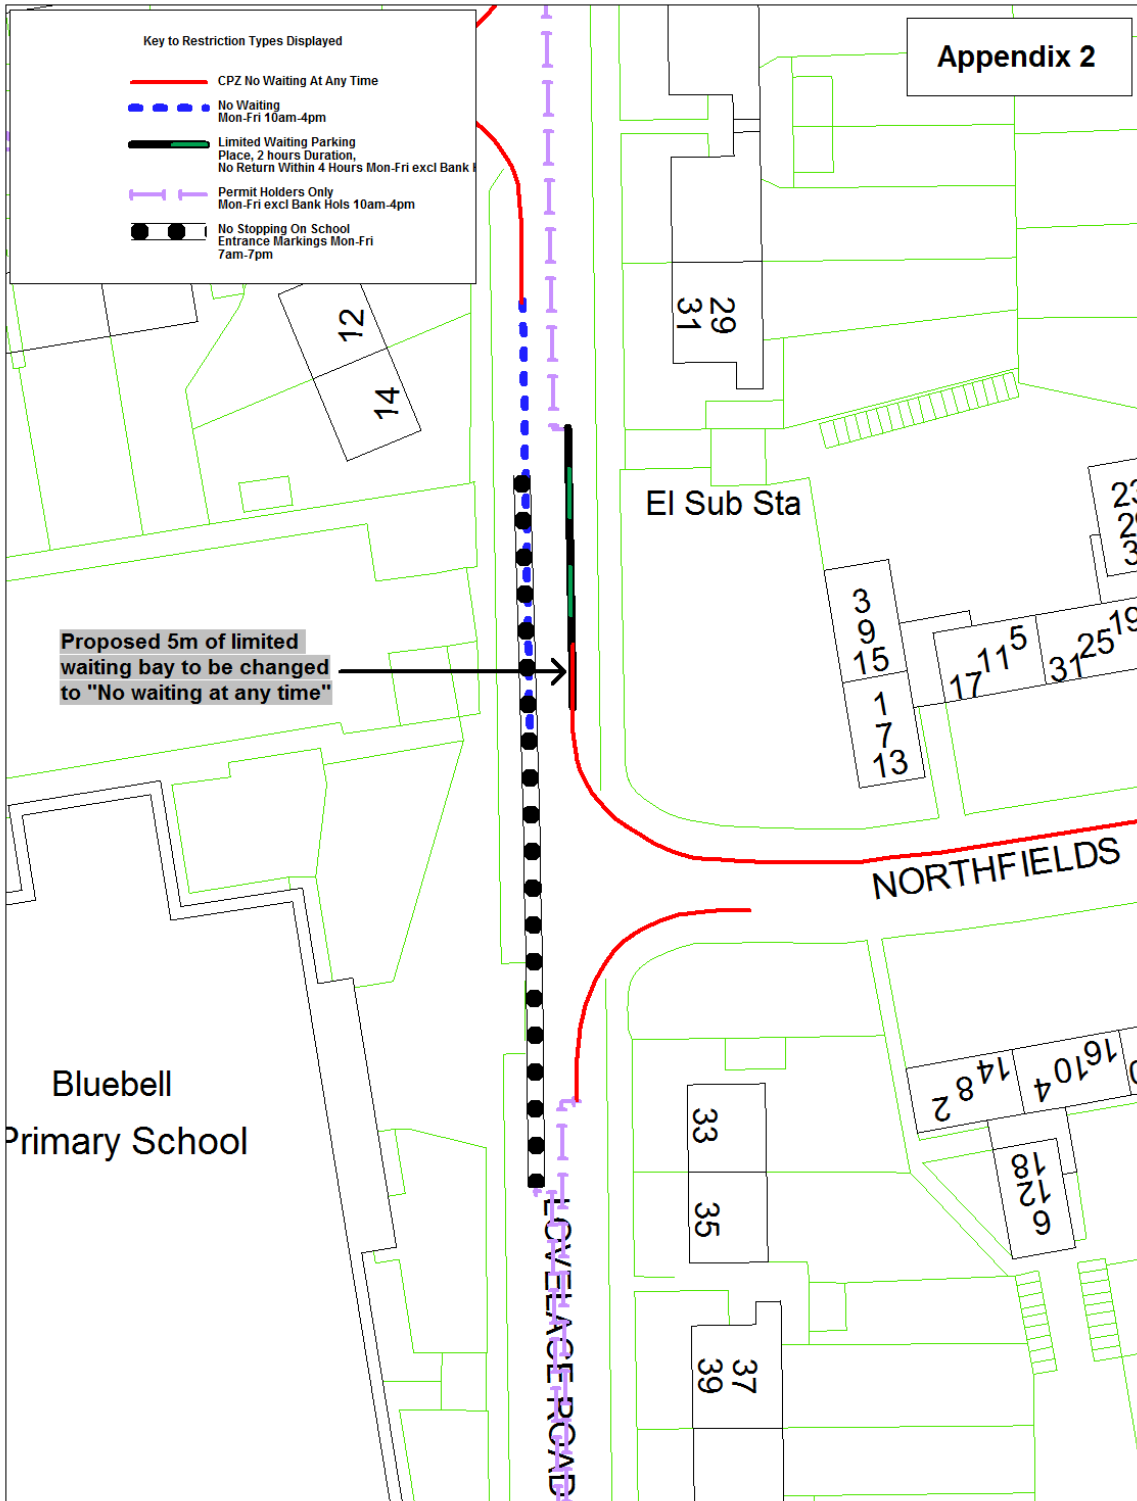 Key to Restriction Types Displayed
Appendix 2
CPZ No Waiting At Any Time
No Waiting
Mon-Fri 10am-4pm
Limited Waiting Parking
Place, 2 hours Duration,
No Return Within 4 Hours Mon-Fri excl Bank
Permit Holders Only
Mon-Fri excl Bank Hols 10am-4pm
No Stopping On School
Entrance Markings Mon-Fri
7am-7pm
12
14
29
31
El Sub Sta
23
3
9
15
5
11
17
19
25
31
1
7
13
Proposed 5m of limited
waiting bay to be changed
to "No waiting at any time"
NORTHFIELDS
Bluebell
Primary School
2 8 14
4 10 16
18
12
6
33
35
37
39
LOVELACE ROAD